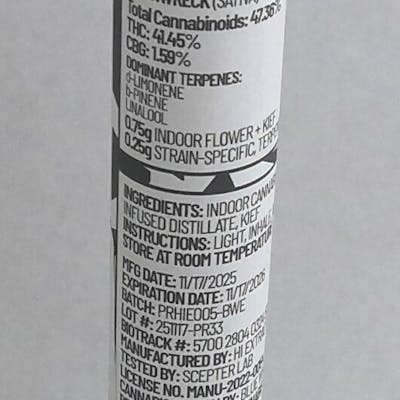 (SATIVA)
Total Cannabinoids: 47.36%
THC: 41.45%
CBG: 1.59%
DOMINANT TERPENES:
d-LIMONENE
b-PINENE
LINALOOL
0.75g INDOOR FLOWER + KIEF
0.25g STRAIN-SPECIFIC,
INGREDIENTS: INDOOR
INFUSED DISTILLATE, KIEF
INSTRUCTIONS: LIGHT, INHALE
STORE AT ROOM
MFG DATE: 11/17/2025
EXPIRATION DATE: 11/17/2026
BATCH: PRHIE005-BWE
LOT #: 251117-PR33
BIOTRACK #: 5700 2804
MANUFACTURED BY: HI
TESTED BY: SCEPTER LAB
LICENSE NO. MANU-2022-